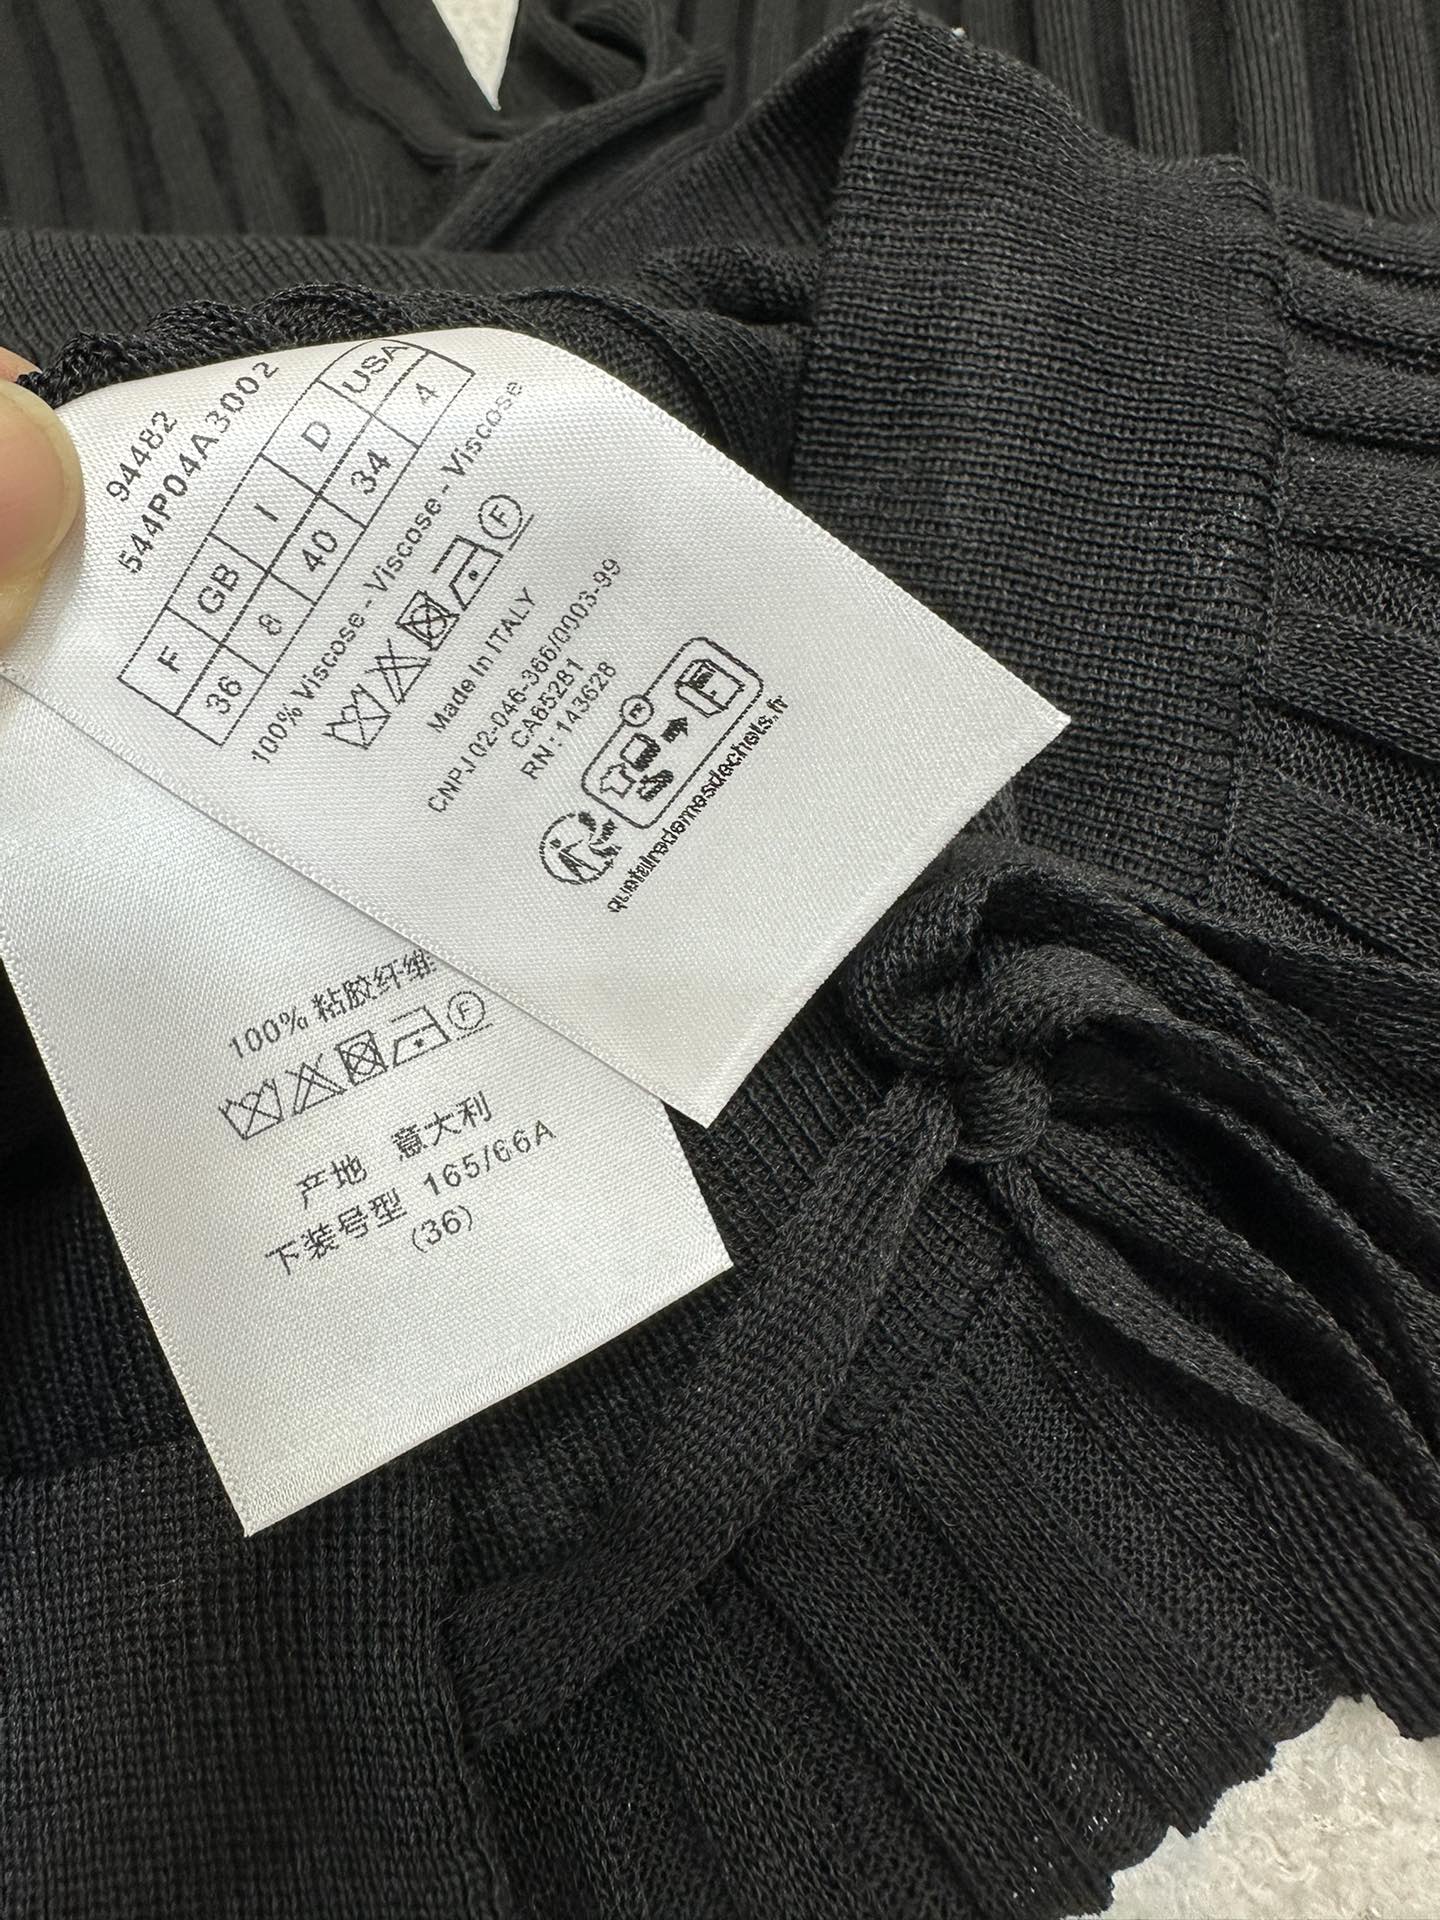 94482
544P04A3002
F GB I D USA
36 8 40 34 4
100% Viscose - Viscose - Viscose
F
Made In ITALY
CNPJ 02-046-366/0003-99
CA65281
RN : 143628
FR
quefairedemesdechets.fr
100% 粘胶纤维
F
产地 意大利
下装号型 165/66A
(36)